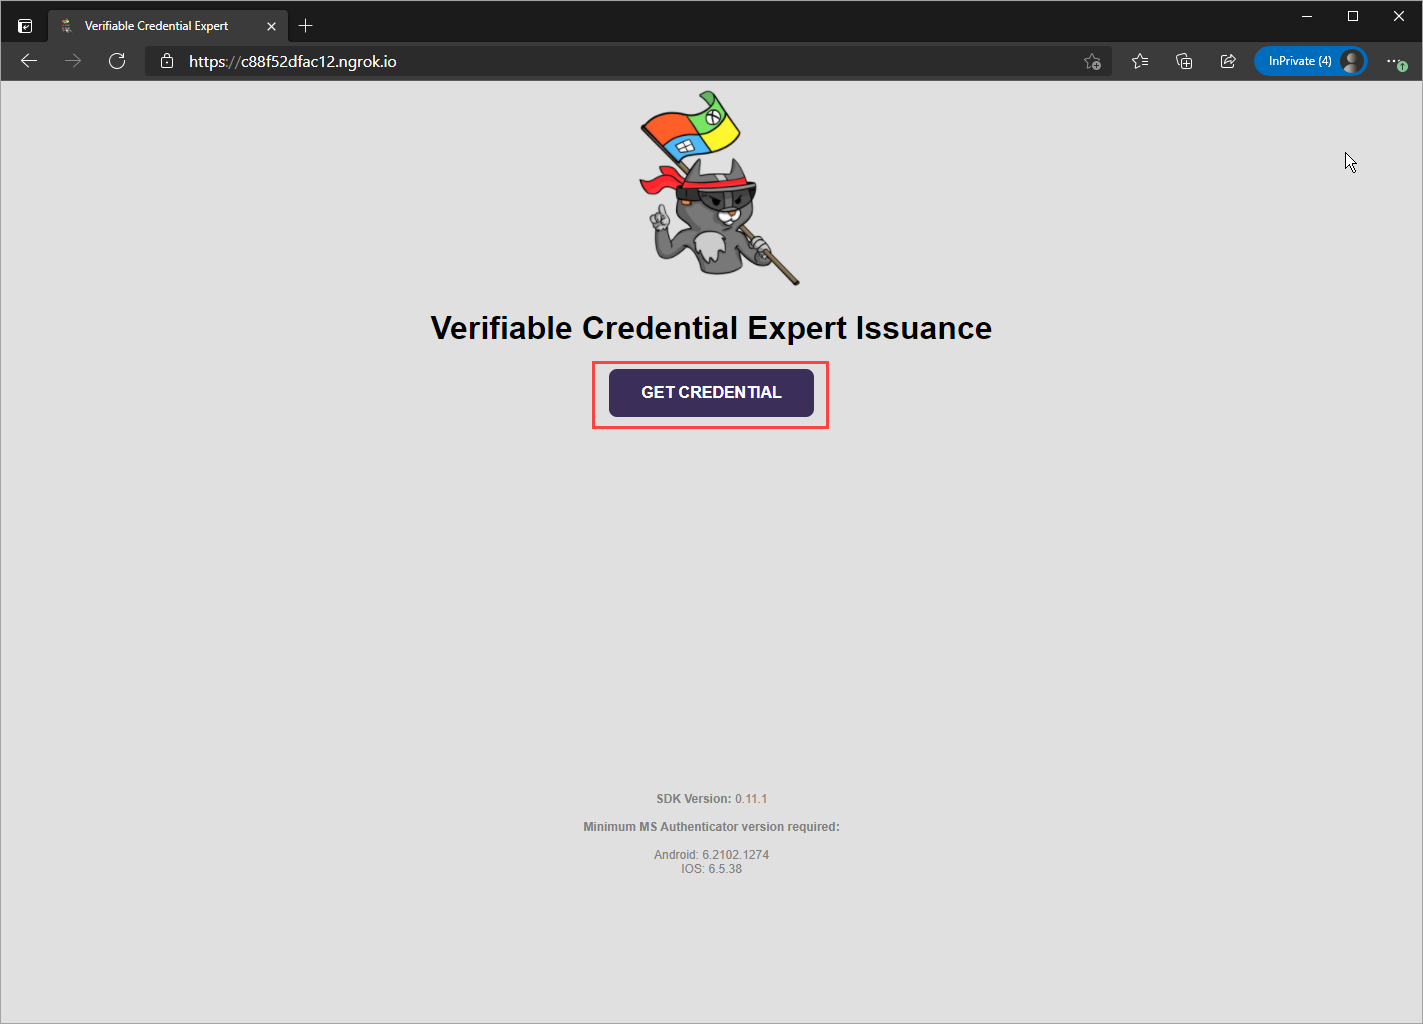 Verifiable Credential Expert
https://c88f52dfac12.ngrok.io
InPrivate (4)
Verifiable Credential Expert Issuance
GET CREDENTIAL
SDK Version: 0.11.1
Minimum MS Authenticator version required:
Android: 6.2102.1274
IOS: 6.5.38